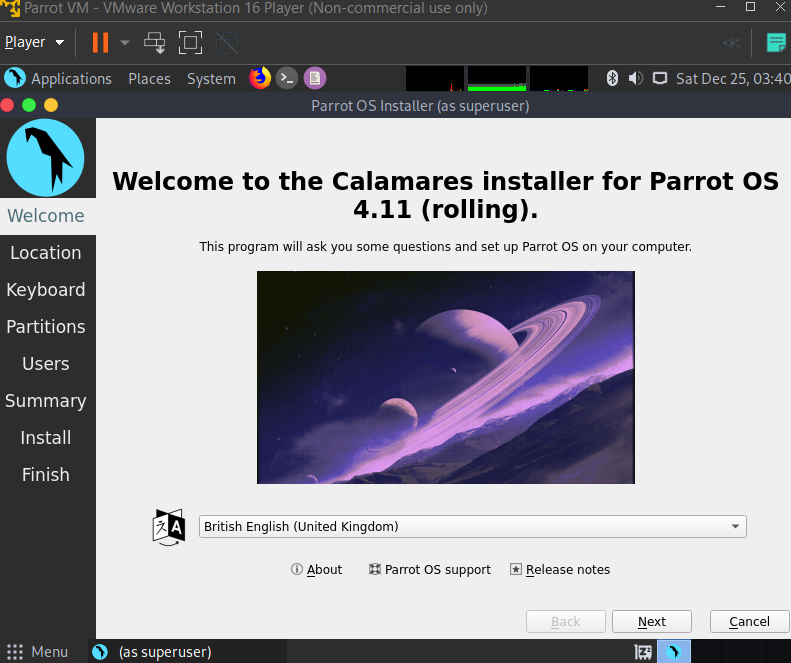 Parrot VM - VMware Workstation 16 Player (Non-commercial use only)
Player
Applications Places System Sat Dec 25, 03:40
Parrot OS Installer (as superuser)
Welcome
Location
Keyboard
Partitions
Users
Summary
Install
Finish
Welcome to the Calamares installer for Parrot OS
4.11 (rolling).
This program will ask you some questions and set up Parrot OS on your computer.
British English (United Kingdom)
About Parrot OS support Release notes
Back Next Cancel
Menu (as superuser)